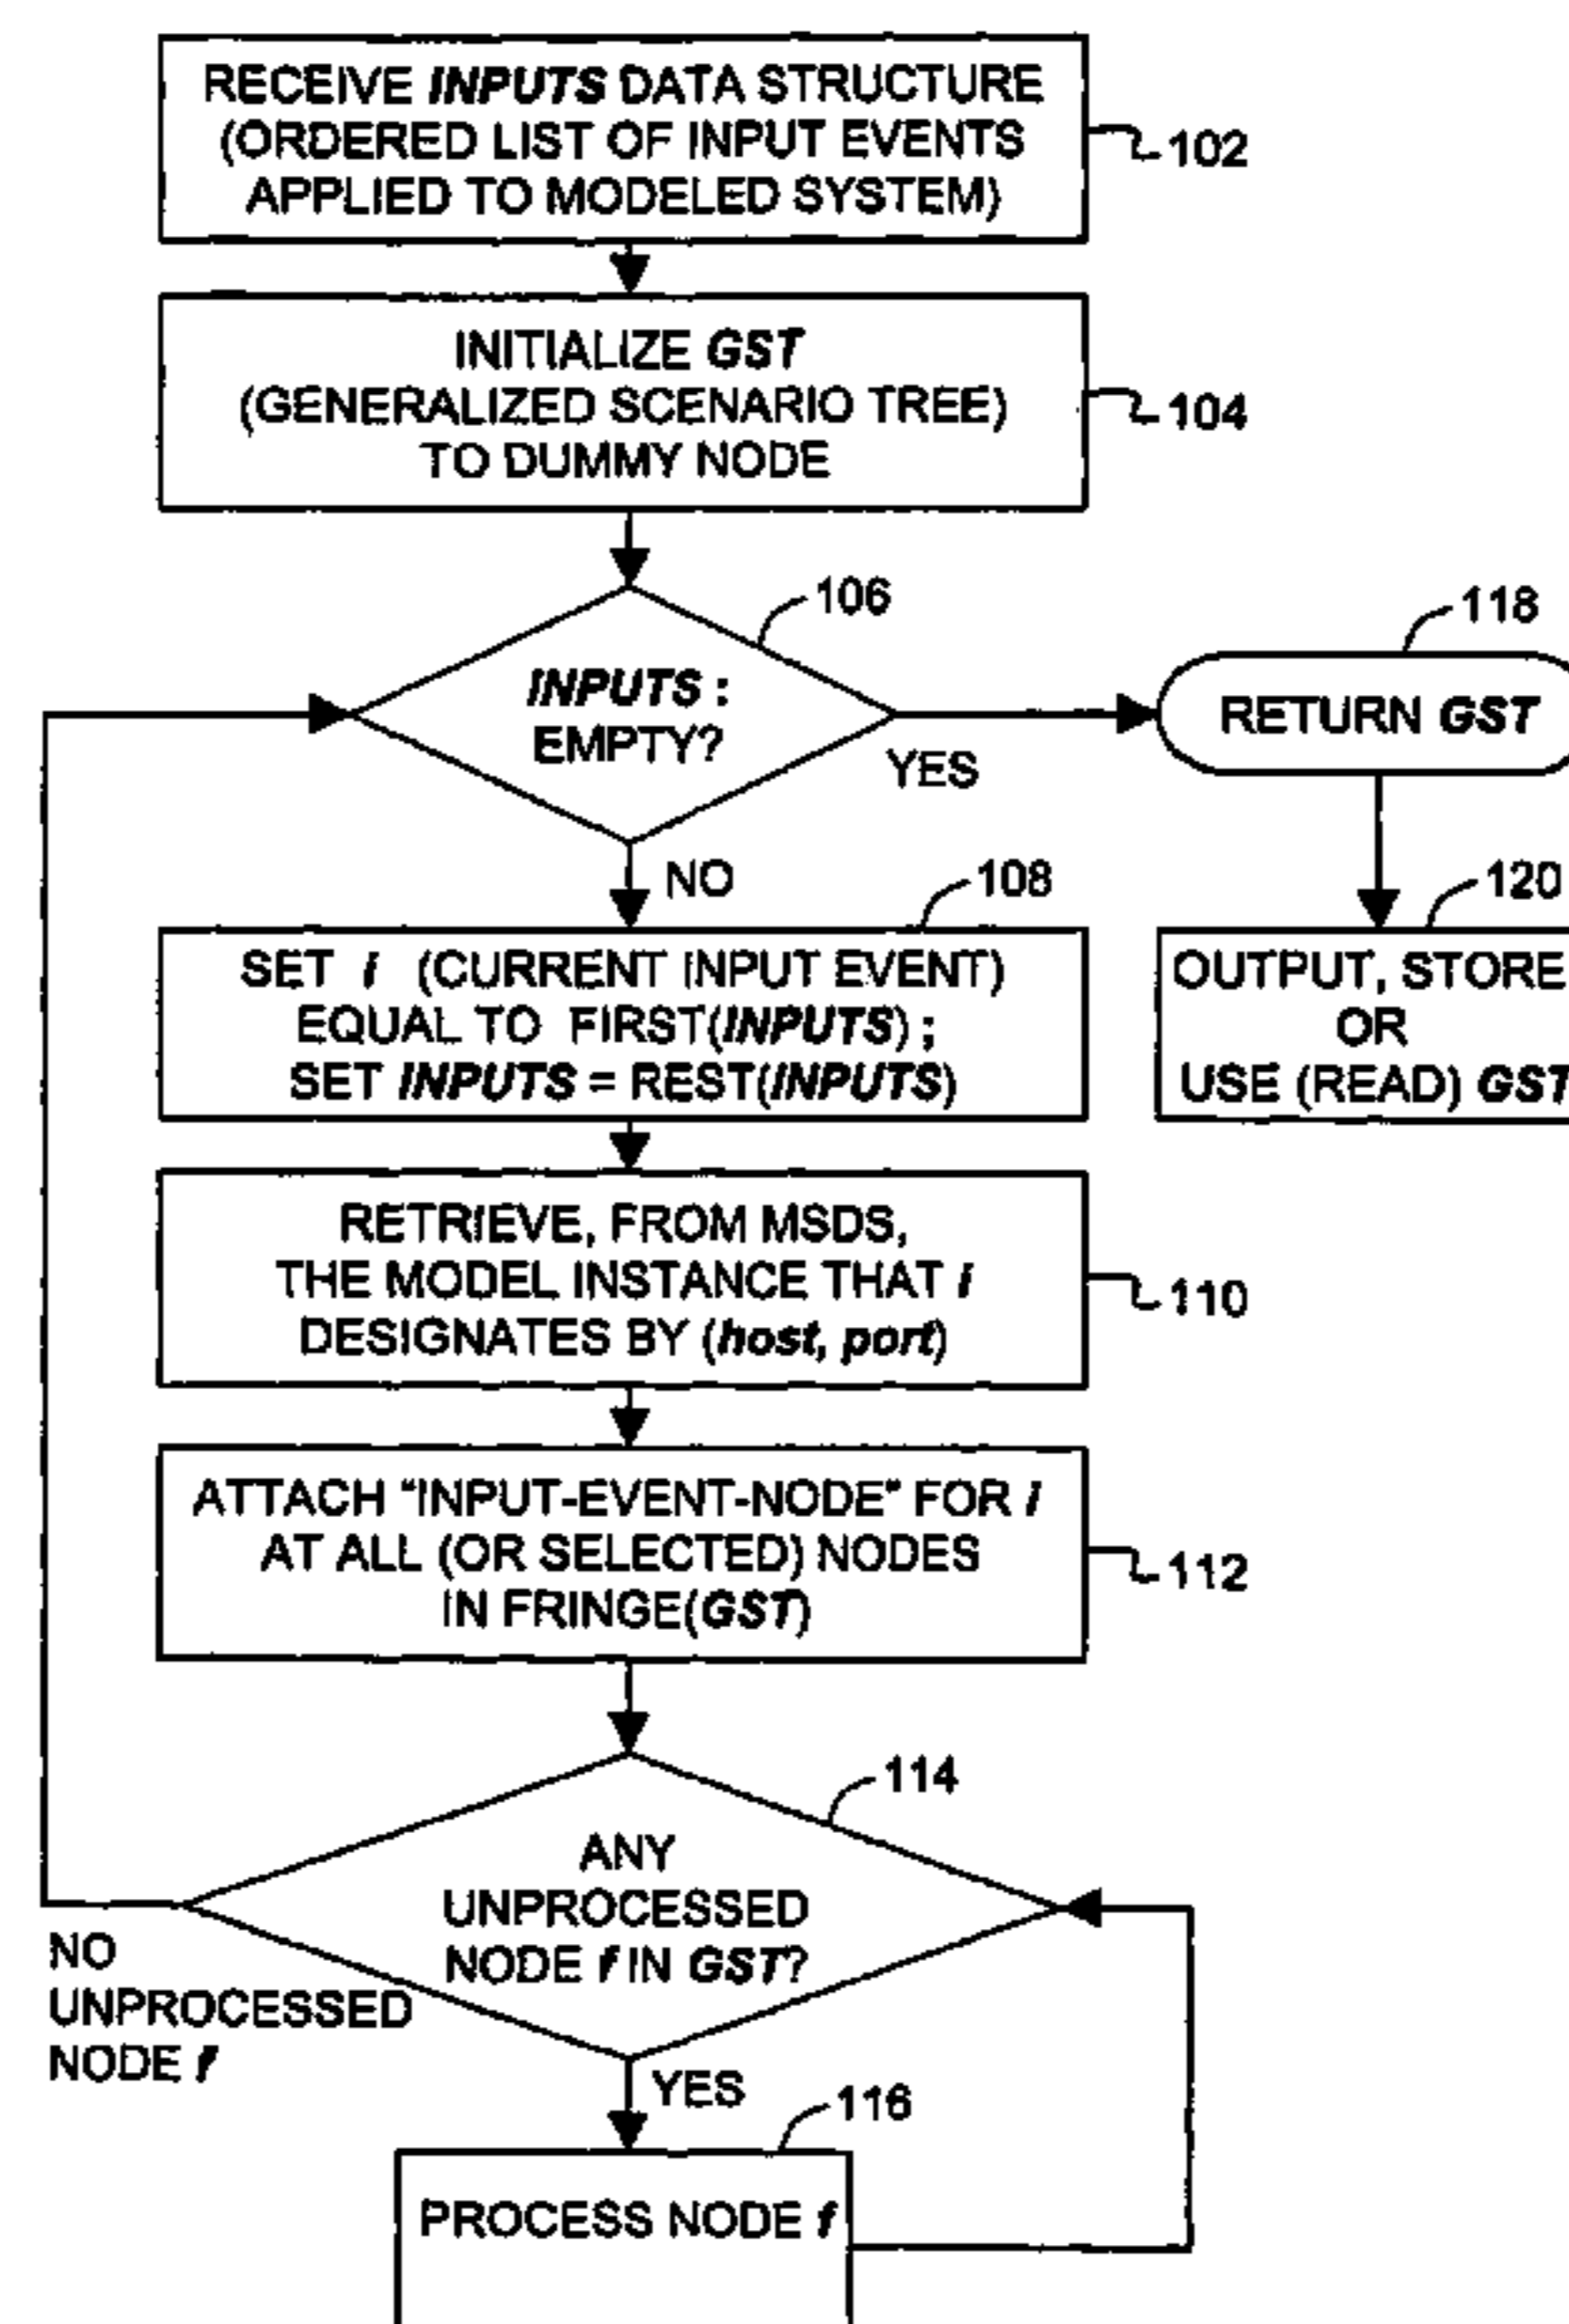 RECEIVE INPUTS DATA STRUCTURE
(ORDERED LIST OF INPUT EVENTS
APPLIED TO MODELED SYSTEM)
102
INITIALIZE GST
(GENERALIZED SCENARIO TREE)
TO DUMMY NODE
104
106
INPUTS :
EMPTY?
YES
118
RETURN GST
NO
108
SET i (CURRENT INPUT EVENT)
EQUAL TO FIRST(INPUTS) ;
SET INPUTS = REST(INPUTS)
120
OUTPUT, STORE
OR
USE (READ) GST
RETRIEVE, FROM MSDS,
THE MODEL INSTANCE THAT i
DESIGNATES BY (host, port)
110
ATTACH "INPUT-EVENT-NODE" FOR i
AT ALL (OR SELECTED) NODES
IN FRINGE(GST)
112
114
ANY
UNPROCESSED
NODE f IN GST?
NO
UNPROCESSED
NODE f
YES
116
PROCESS NODE f